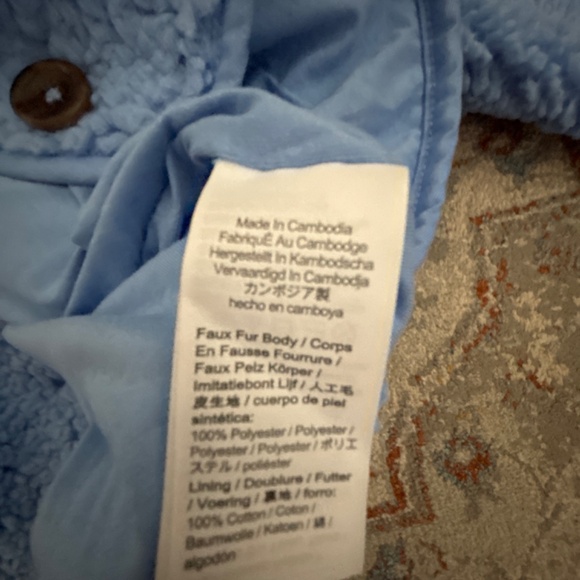 Made In Cambodia
FabriquÉ Au Cambodge
Hergestellt In Kambodscha
Vervaardigd In Cambodja
カンボジア製
hecho en camboya
Faux Fur Body / Corps
En Fausse Fourrure /
Faux Pelz Körper /
Imitatiebont Lijf / 人工毛
皮生地 / cuerpo de piel
sintética:
100% Polyester / Polyester /
Polyester / Polyester / ポリエ
ステル / poliéster
Lining / Doublure / Futter
/ Voering / 裏地 / forro:
100% Cotton / Coton /
Baumwolle / Katoen / 綿 /
algodón